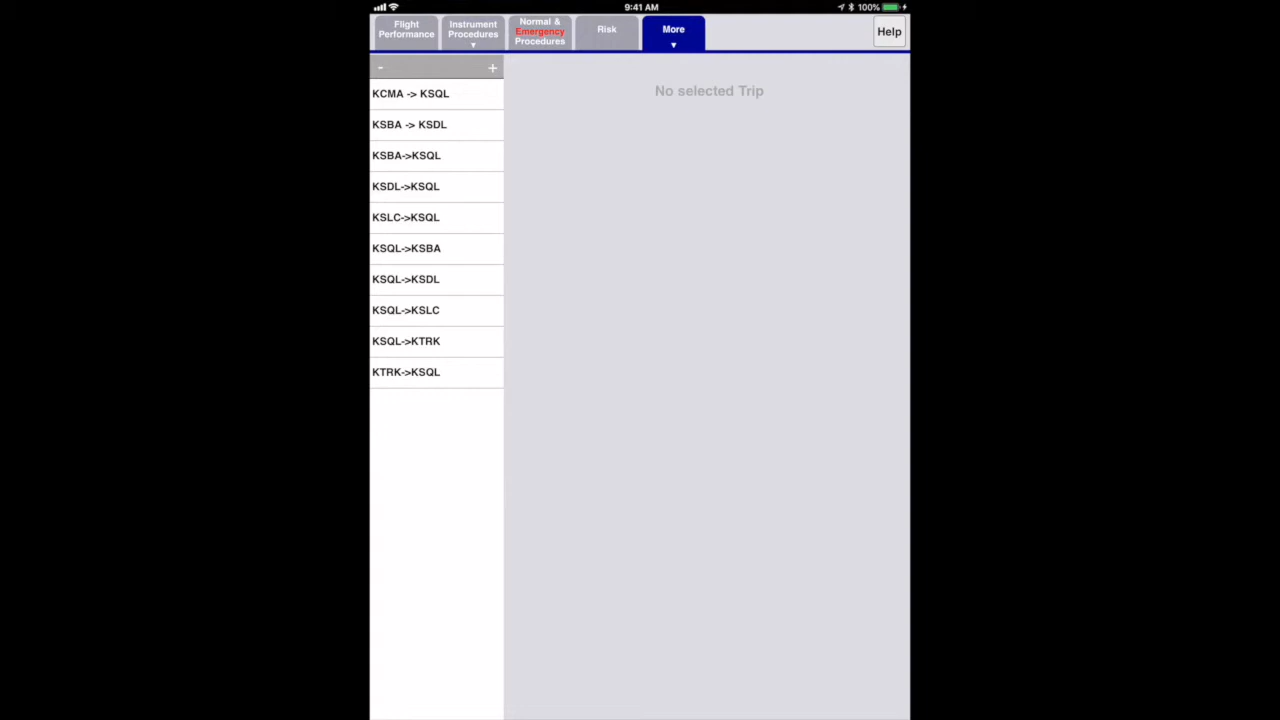 9:41 AM
100%
Flight
Performance
Instrument
Procedures
▼
Normal &
Emergency
Procedures
Risk
More
▼
Help
- +
No selected Trip
KCMA -> KSQL
KSBA -> KSDL
KSBA->KSQL
KSDL->KSQL
KSLC->KSQL
KSQL->KSBA
KSQL->KSDL
KSQL->KSLC
KSQL->KTRK
KTRK->KSQL